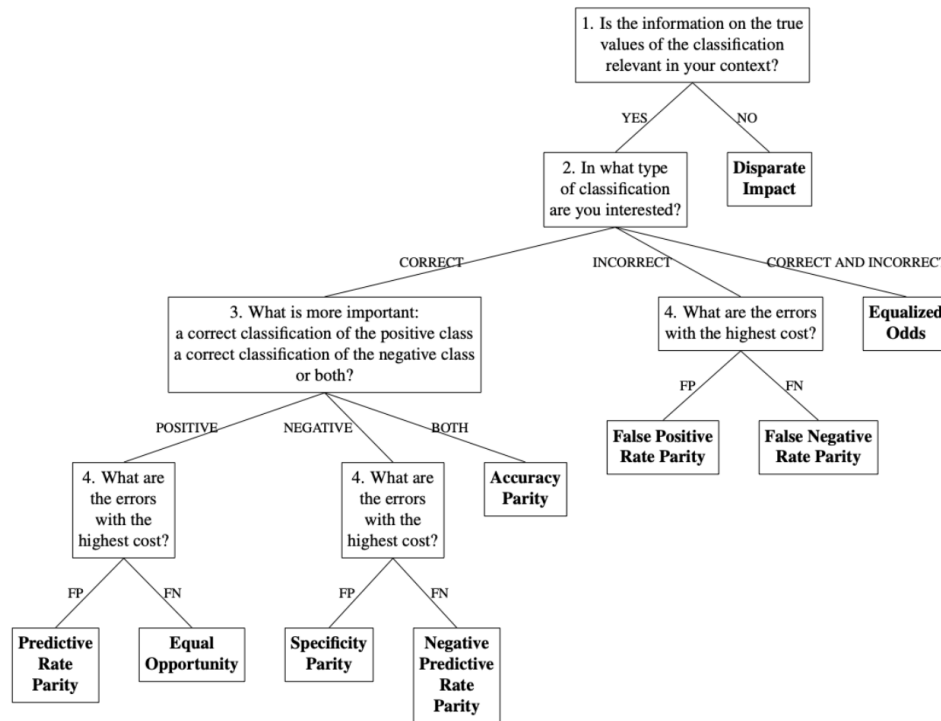 1. Is the information on the true
values of the classification
relevant in your context?
YES
NO
2. In what type
of classification
are you interested?
Disparate
Impact
CORRECT
INCORRECT
CORRECT AND INCORRECT
3. What is more important:
a correct classification of the positive class
a correct classification of the negative class
or both?
4. What are the errors
with the highest cost?
Equalized
Odds
POSITIVE
NEGATIVE
BOTH
FP
FN
4. What are
the errors
with the
highest cost?
4. What are
the errors
with the
highest cost?
Accuracy
Parity
False Positive
Rate Parity
False Negative
Rate Parity
FP
FN
FP
FN
Predictive
Rate
Parity
Equal
Opportunity
Specificity
Parity
Negative
Predictive
Rate
Parity